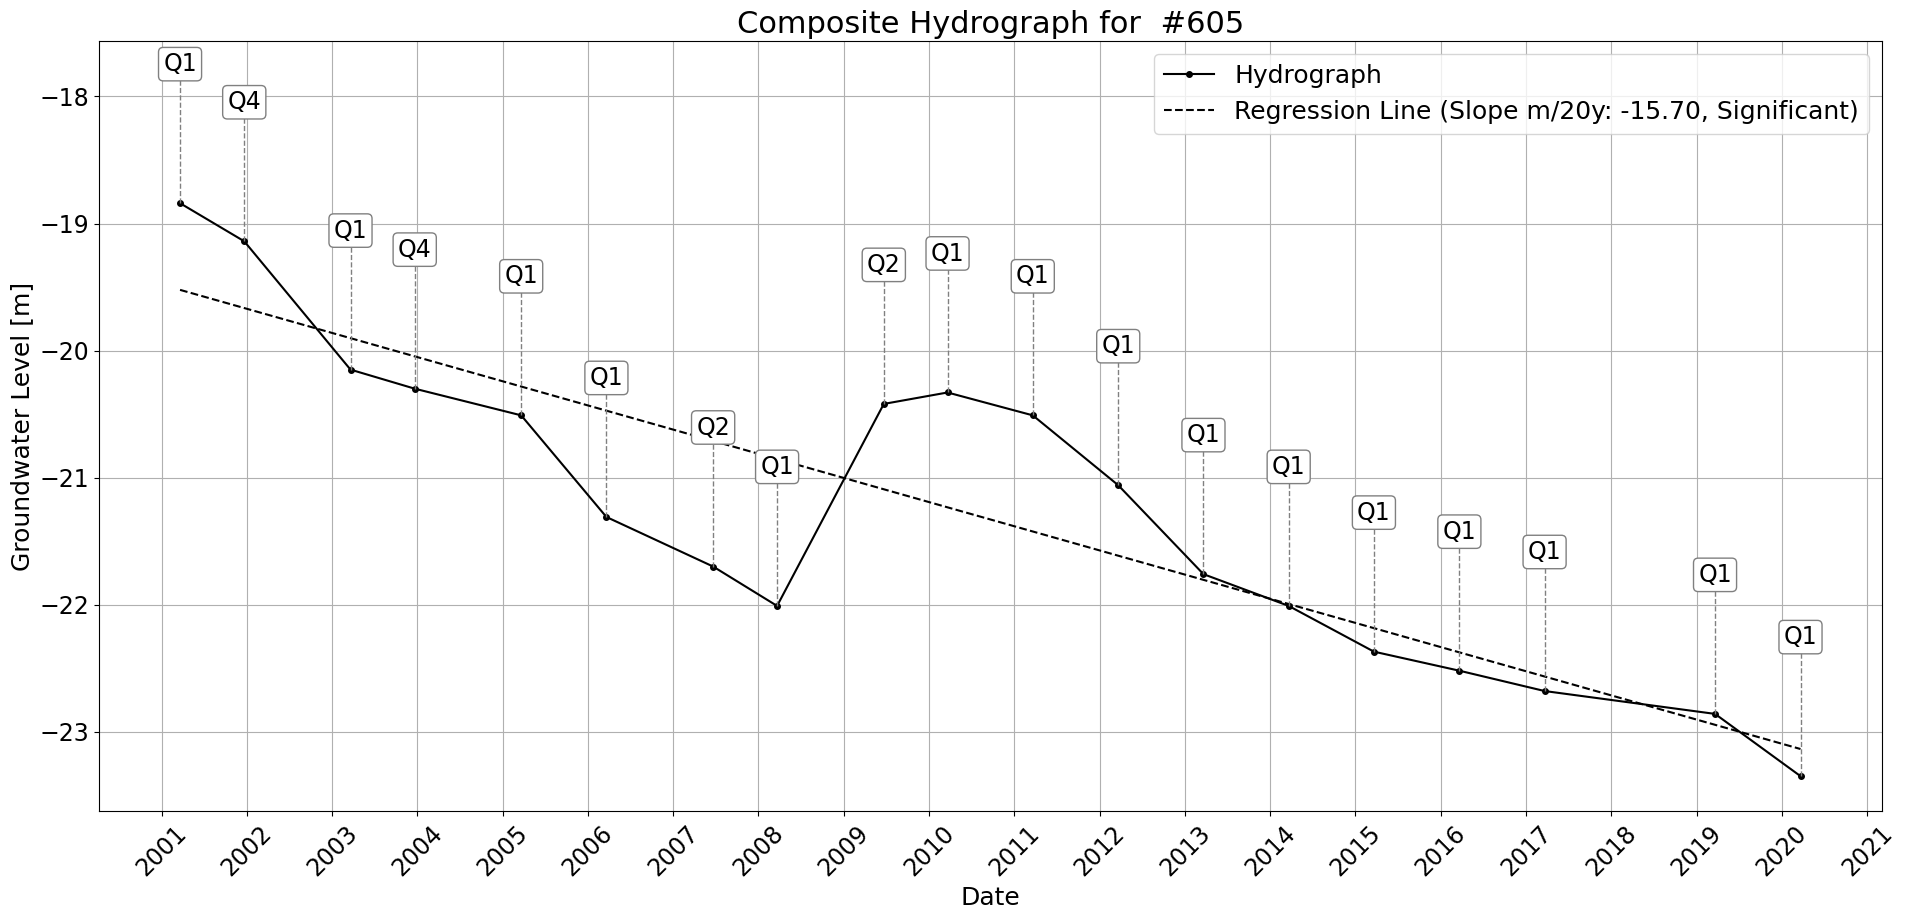 Composite Hydrograph for  #605
Hydrograph
Regression Line (Slope m/20y: -15.70, Significant)
Q1
Q4
Q1
Q4
Q1
Q1
Q2
Q1
Q2
Q1
Q1
Q1
Q1
Q1
Q1
Q1
Q1
Q1
Q1
Groundwater Level [m]
−18
−19
−20
−21
−22
−23
2001
2002
2003
2004
2005
2006
2007
2008
2009
2010
2011
2012
2013
2014
2015
2016
2017
2018
2019
2020
2021
Date